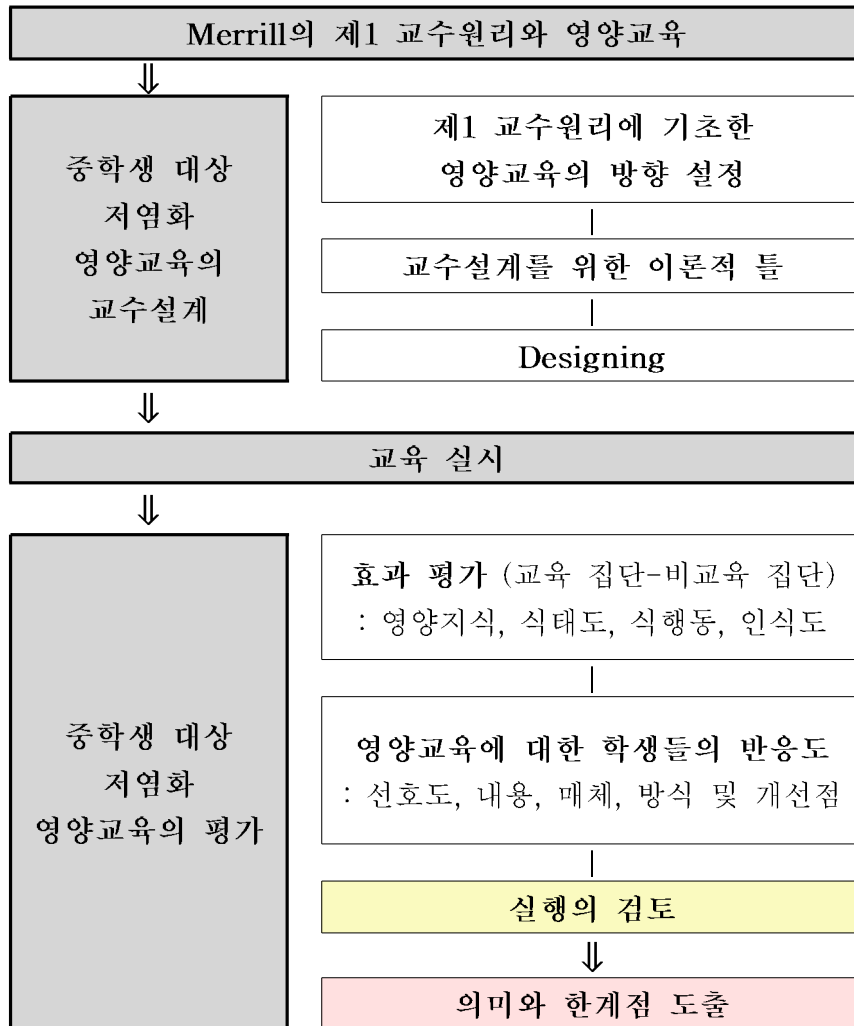 Merrill의 제1 교수원리와 영양교육
⇓
중학생 대상
저염화
영양교육의
교수설계
제1 교수원리에 기초한
영양교육의 방향 설정
교수설계를 위한 이론적 틀
Designing
⇓
교육 실시
⇓
중학생 대상
저염화
영양교육의 평가
효과 평가 (교육 집단-비교육 집단)
: 영양지식, 식태도, 식행동, 인식도
영양교육에 대한 학생들의 반응도
: 선호도, 내용, 매체, 방식 및 개선점
실행의 검토
⇓
의미와 한계점 도출